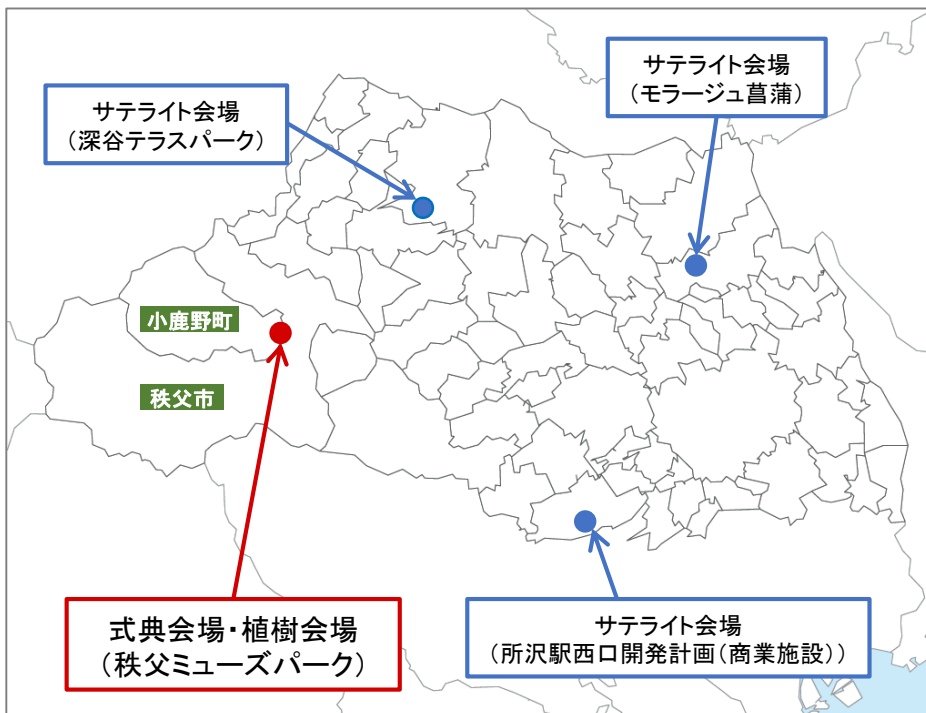 サテライト会場
（モラージュ菖蒲）
サテライト会場
（深谷テラスパーク）
小鹿野町
秩父市
式典会場・植樹会場
（秩父ミューズパーク）
サテライト会場
（所沢駅西口開発計画（商業施設））